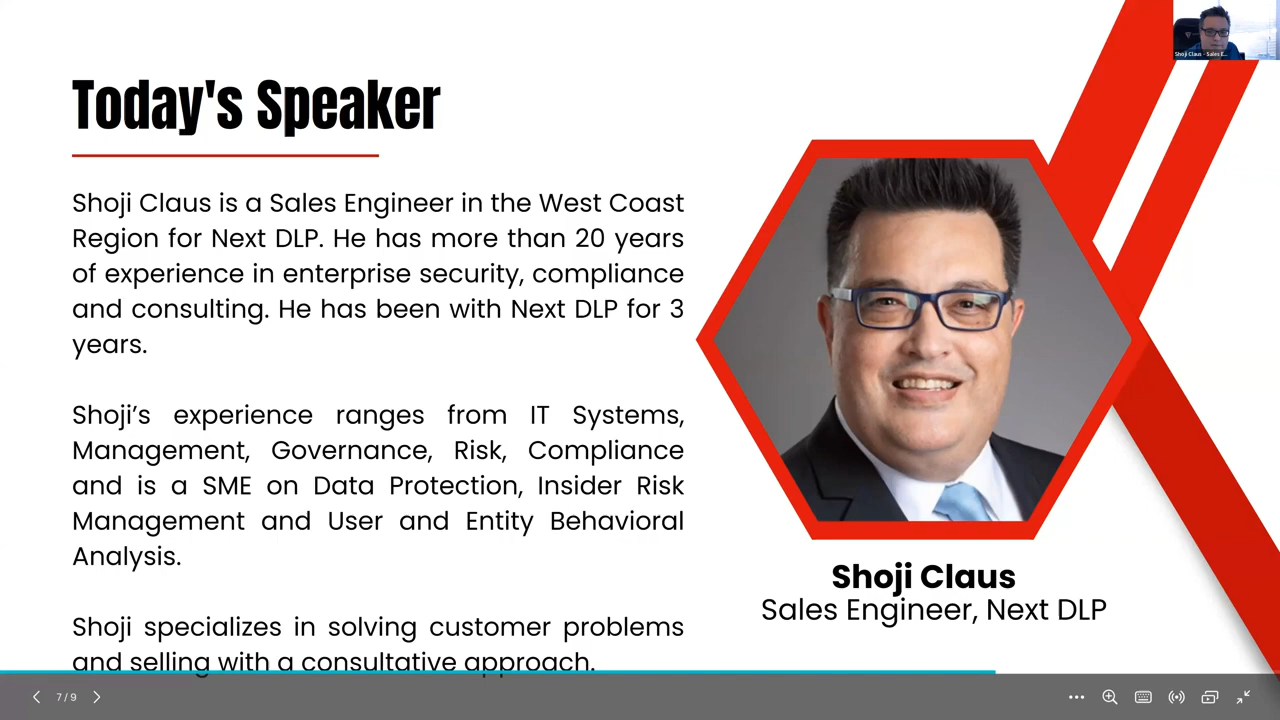 Shoji Claus - Sales E...
Today's Speaker
Shoji Claus is a Sales Engineer in the West Coast
Region for Next DLP. He has more than 20 years
of experience in enterprise security, compliance
and consulting. He has been with Next DLP for 3
years.
Shoji’s experience ranges from IT Systems,
Management, Governance, Risk, Compliance
and is a SME on Data Protection, Insider Risk
Management and User and Entity Behavioral
Analysis.
Shoji specializes in solving customer problems
and selling with a consultative approach.
Shoji Claus
Sales Engineer, Next DLP
7 / 9